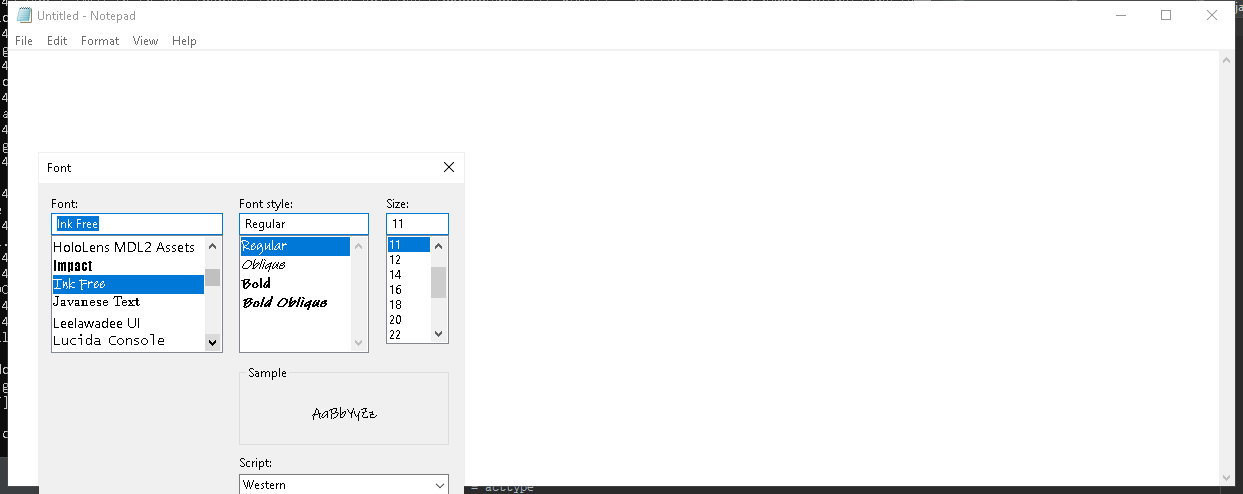 Untitled - Notepad
File Edit Format View Help
Font
Font: Font style: Size:
Ink Free Regular 11
HoloLens MDL2 Assets Regular 11
Impact Oblique 12
Ink Free Bold 14
Javanese Text Bold Oblique 16
Leelawadee UI 18
Lucida Console 20
22
Sample
AaBbYyZz
Script:
Western
= acctype